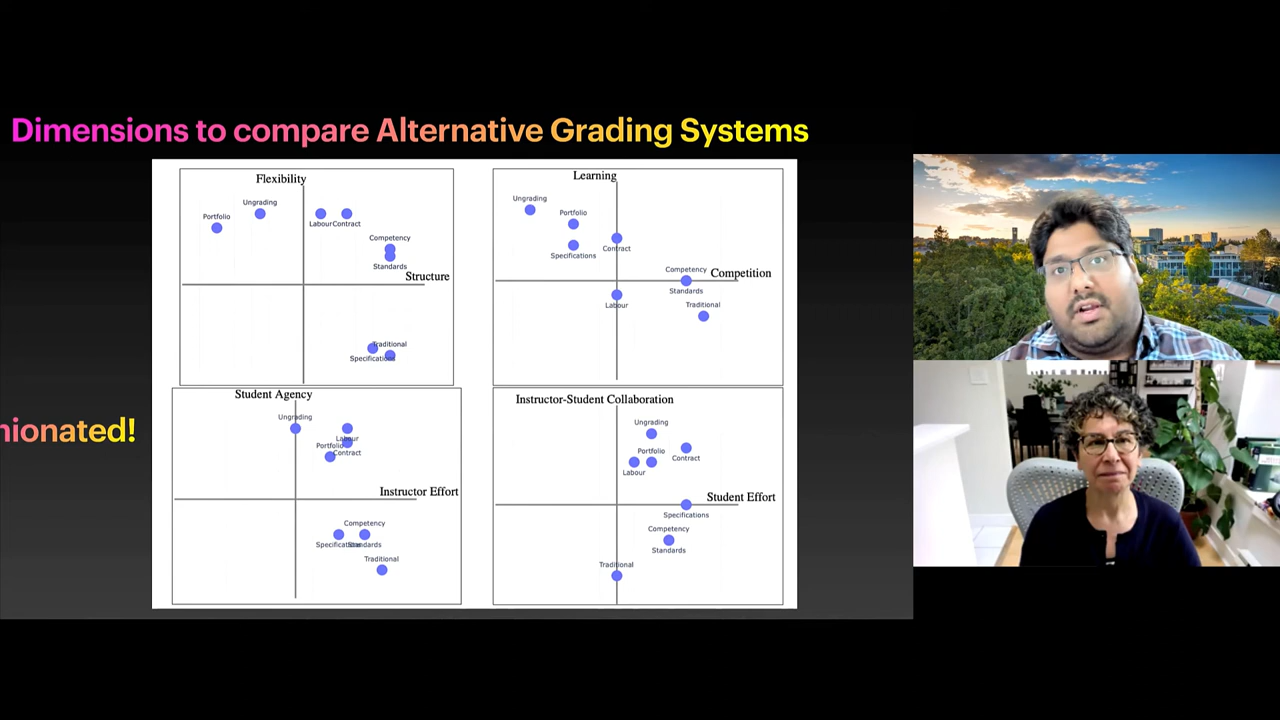 Dimensions to compare Alternative Grading Systems
nionated!
Flexibility
Ungrading
Portfolio
Labour
Contract
Competency
Standards
Structure
Traditional
Specifications
Learning
Ungrading
Portfolio
Specifications
Contract
Competency
Competition
Standards
Labour
Traditional
Student Agency
Ungrading
Labour
Portfolio
Contract
Instructor Effort
Competency
Specifications
Standards
Traditional
Instructor-Student Collaboration
Ungrading
Portfolio
Contract
Labour
Student Effort
Specifications
Competency
Standards
Traditional